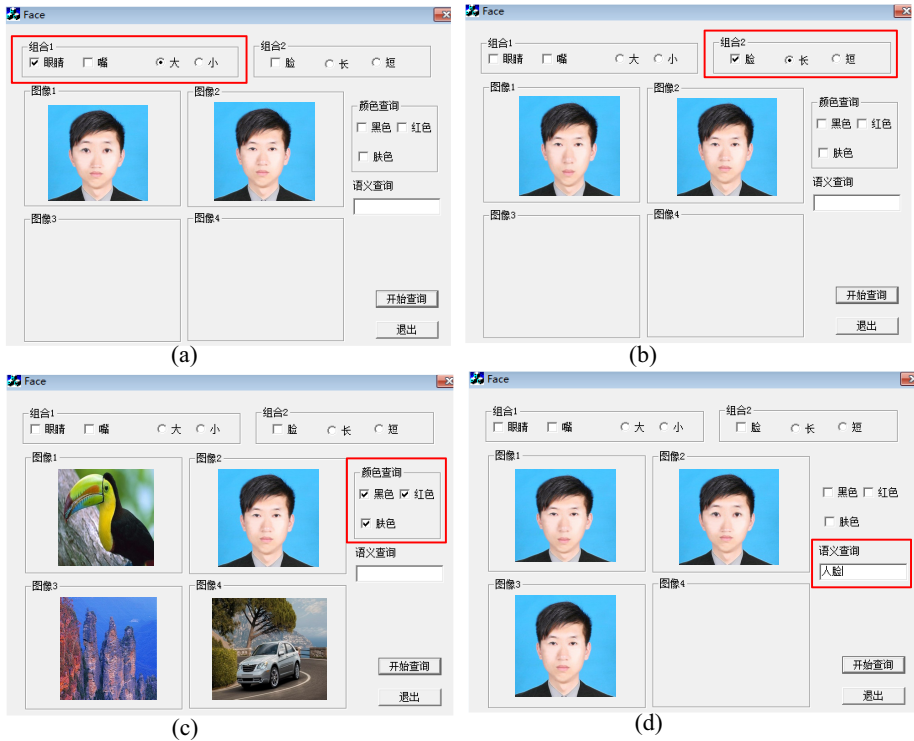 Face
组合1
眼睛 嘴 大 小
组合2
脸 长 短
图像1
图像2
颜色查询
黑色 红色
肤色
语义查询
图像3
图像4
开始查询
退出
(a)
Face
组合1
眼睛 嘴 大 小
组合2
脸 长 短
图像1
图像2
颜色查询
黑色 红色
肤色
语义查询
图像3
图像4
开始查询
退出
(b)
Face
组合1
眼睛 嘴 大 小
组合2
脸 长 短
图像1
图像2
颜色查询
黑色 红色
肤色
语义查询
图像3
图像4
开始查询
退出
(c)
Face
组合1
眼睛 嘴 大 小
组合2
脸 长 短
图像1
图像2
黑色 红色
肤色
语义查询
人脸
图像3
图像4
开始查询
退出
(d)